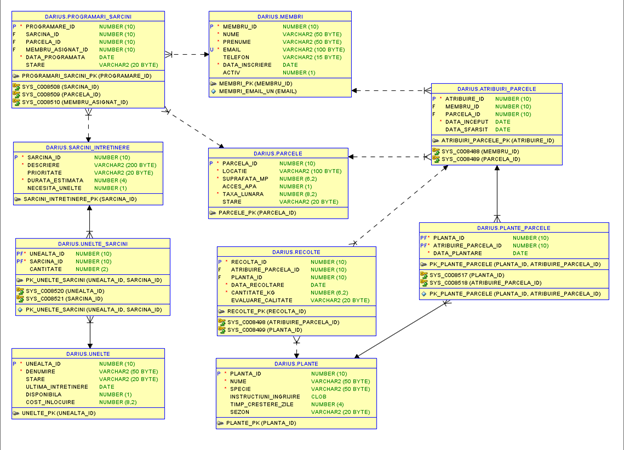 DARIUS.PROGRAMARI_SARCINI
P * PROGRAMARE_ID NUMBER (10)
F SARCINA_ID NUMBER (10)
F PARCELA_ID NUMBER (10)
F MEMBRU_ASIGNAT_ID NUMBER (10)
* DATA_PROGRAMATA DATE
STARE VARCHAR2 (20 BYTE)
PROGRAMARI_SARCINI_PK (PROGRAMARE_ID)
SYS_C008508 (SARCINA_ID)
SYS_C008509 (PARCELA_ID)
SYS_C008510 (MEMBRU_ASIGNAT_ID)
DARIUS.MEMBRI
P * MEMBRU_ID NUMBER (10)
* NUME VARCHAR2 (50 BYTE)
* PRENUME VARCHAR2 (50 BYTE)
U * EMAIL VARCHAR2 (100 BYTE)
TELEFON VARCHAR2 (15 BYTE)
* DATA_INSCRIERE DATE
ACTIV NUMBER (1)
MEMBRI_PK (MEMBRU_ID)
MEMBRI_EMAIL_UN (EMAIL)
DARIUS.ATRIBUIRI_PARCELE
P * ATRIBUIRE_ID NUMBER (10)
F MEMBRU_ID NUMBER (10)
F PARCELA_ID NUMBER (10)
* DATA_INCEPUT DATE
DATA_SFARSIT DATE
ATRIBUIRI_PARCELE_PK (ATRIBUIRE_ID)
SYS_C008488 (MEMBRU_ID)
SYS_C008489 (PARCELA_ID)
DARIUS.SARCINI_INTRETINERE
P * SARCINA_ID NUMBER (10)
* DESCRIERE VARCHAR2 (200 BYTE)
PRIORITATE VARCHAR2 (20 BYTE)
* DURATA_ESTIMATA NUMBER (4)
NECESITA_UNELTE NUMBER (1)
SARCINI_INTRETINERE_PK (SARCINA_ID)
DARIUS.PARCELE
P * PARCELA_ID NUMBER (10)
* LOCATIE VARCHAR2 (100 BYTE)
* SUPRAFATA_MP NUMBER (6,2)
ACCES_APA NUMBER (1)
* TAXA_LUNARA NUMBER (8,2)
STARE VARCHAR2 (20 BYTE)
PARCELE_PK (PARCELA_ID)
DARIUS.UNELTE_SARCINI
PF* UNEALTA_ID NUMBER (10)
PF* SARCINA_ID NUMBER (10)
CANTITATE NUMBER (2)
PK_UNELTE_SARCINI (UNEALTA_ID, SARCINA_ID)
SYS_C008520 (UNEALTA_ID)
SYS_C008521 (SARCINA_ID)
PK_UNELTE_SARCINI (UNEALTA_ID, SARCINA_ID)
DARIUS.RECOLTE
P * RECOLTA_ID NUMBER (10)
F ATRIBUIRE_PARCELA_ID NUMBER (10)
F PLANTA_ID NUMBER (10)
* DATA_RECOLTARE DATE
* CANTITATE_KG NUMBER (6,2)
EVALUARE_CALITATE VARCHAR2 (20 BYTE)
RECOLTE_PK (RECOLTA_ID)
SYS_C008498 (ATRIBUIRE_PARCELA_ID)
SYS_C008499 (PLANTA_ID)
DARIUS.PLANTE_PARCELE
PF* PLANTA_ID NUMBER (10)
PF* ATRIBUIRE_PARCELA_ID NUMBER (10)
* DATA_PLANTARE DATE
PK_PLANTE_PARCELE (PLANTA_ID, ATRIBUIRE_PARCELA_ID)
SYS_C008517 (PLANTA_ID)
SYS_C008518 (ATRIBUIRE_PARCELA_ID)
PK_PLANTE_PARCELE (PLANTA_ID, ATRIBUIRE_PARCELA_ID)
DARIUS.UNELTE
P * UNEALTA_ID NUMBER (10)
* DENUMIRE VARCHAR2 (50 BYTE)
STARE VARCHAR2 (20 BYTE)
ULTIMA_INTRETINERE DATE
DISPONIBILA NUMBER (1)
COST_INLOCUIRE NUMBER (8,2)
UNELTE_PK (UNEALTA_ID)
DARIUS.PLANTE
P * PLANTA_ID NUMBER (10)
* NUME VARCHAR2 (50 BYTE)
* SPECIE VARCHAR2 (50 BYTE)
INSTRUCTIUNI_INGRIJIRE CLOB
TIMP_CRESTERE_ZILE NUMBER (4)
SEZON VARCHAR2 (20 BYTE)
PLANTE_PK (PLANTA_ID)